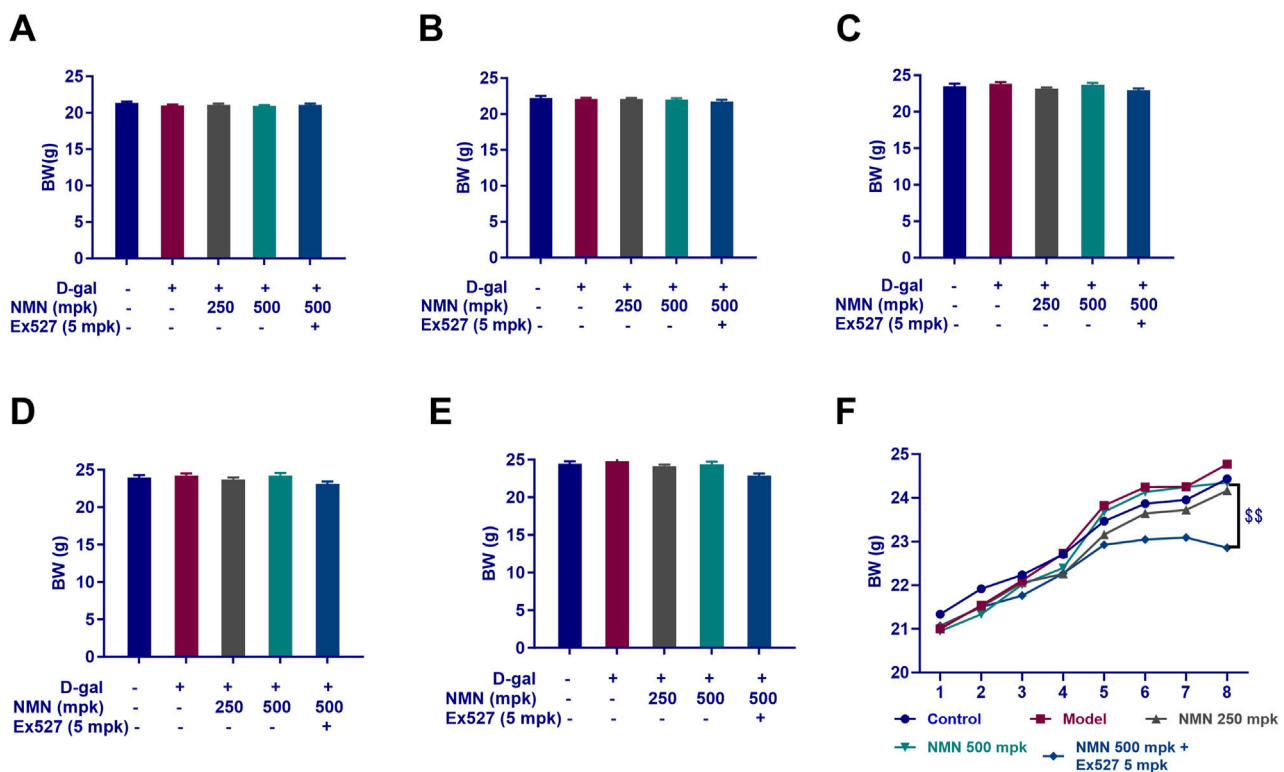 A
BW(g)
25
20
15
10
5
0
D-gal - + + + +
NMN (mpk) - - 250 500 500
Ex527 (5 mpk) - - - - +
B
BW (g)
25
20
15
10
5
0
D-gal - + + + +
NMN (mpk) - - 250 500 500
Ex527 (5 mpk) - - - - +
C
BW (g)
25
20
15
10
5
0
D-gal - + + + +
NMN (mpk) - - 250 500 500
Ex527 (5 mpk) - - - - +
D
BW (g)
25
20
15
10
5
0
D-gal - + + + +
NMN (mpk) - - 250 500 500
Ex527 (5 mpk) - - - - +
E
BW (g)
25
20
15
10
5
0
D-gal - + + + +
NMN (mpk) - - 250 500 500
Ex527 (5 mpk) - - - - +
F
BW (g)
25
24
23
22
21
20
$$
1 2 3 4 5 6 7 8
Control Model NMN 250 mpk
NMN 500 mpk NMN 500 mpk +
Ex527 5 mpk